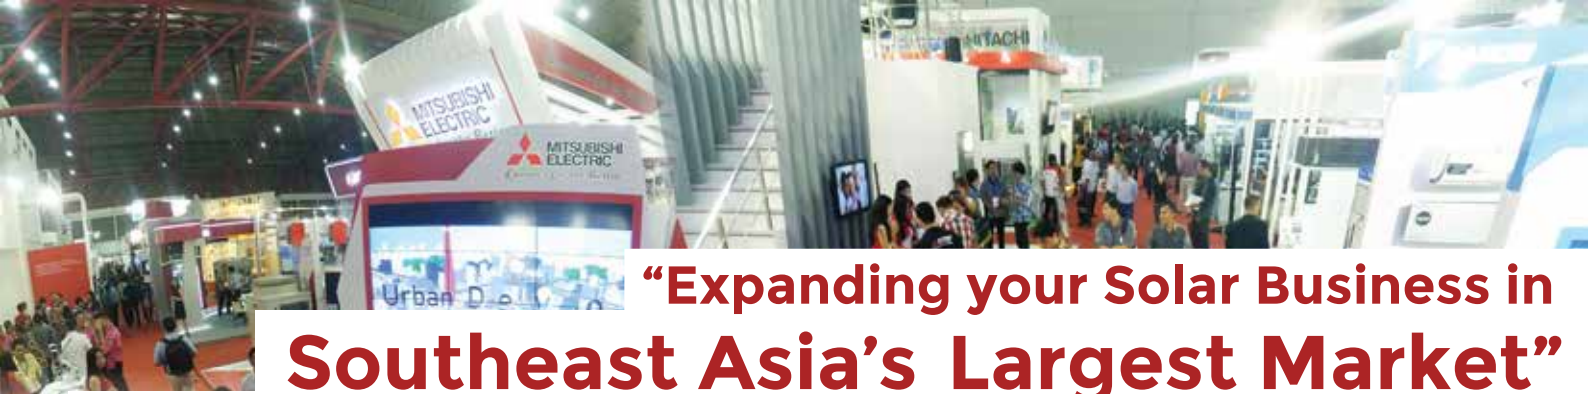 MITSUBISHI
ELECTRIC
MITSUBISHI
ELECTRIC
HITACHI
Urban D e
“Expanding your Solar Business in
Southeast Asia’s Largest Market”